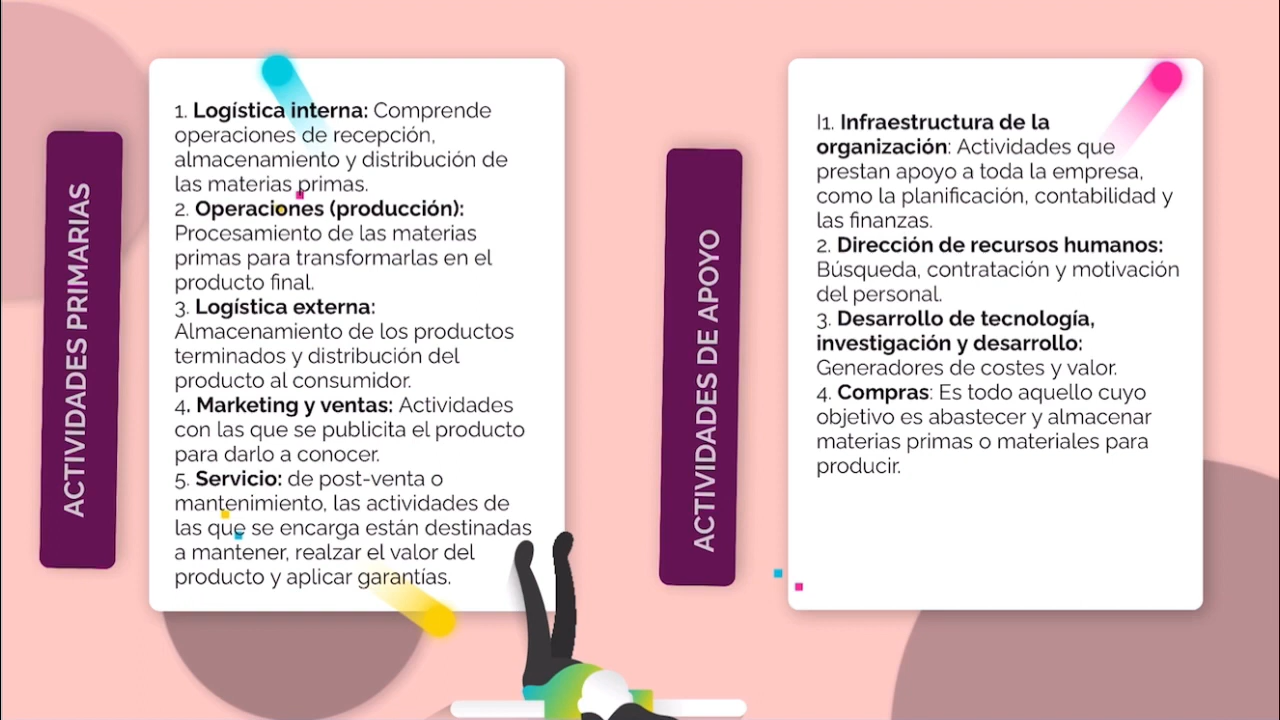 ACTIVIDADES PRIMARIAS
1. Logística interna: Comprende
operaciones de recepción,
almacenamiento y distribución de
las materias primas.
2. Operaciones (producción):
Procesamiento de las materias
primas para transformarlas en el
producto final.
3. Logística externa:
Almacenamiento de los productos
terminados y distribución del
producto al consumidor.
4. Marketing y ventas: Actividades
con las que se publicita el producto
para darlo a conocer.
5. Servicio: de post-venta o
mantenimiento, las actividades de
las que se encarga están destinadas
a mantener, realzar el valor del
producto y aplicar garantías.
ACTIVIDADES DE APOYO
l1. Infraestructura de la
organización: Actividades que
prestan apoyo a toda la empresa,
como la planificación, contabilidad y
las finanzas.
2. Dirección de recursos humanos:
Búsqueda, contratación y motivación
del personal.
3. Desarrollo de tecnología,
investigación y desarrollo:
Generadores de costes y valor.
4. Compras: Es todo aquello cuyo
objetivo es abastecer y almacenar
materias primas o materiales para
producir.